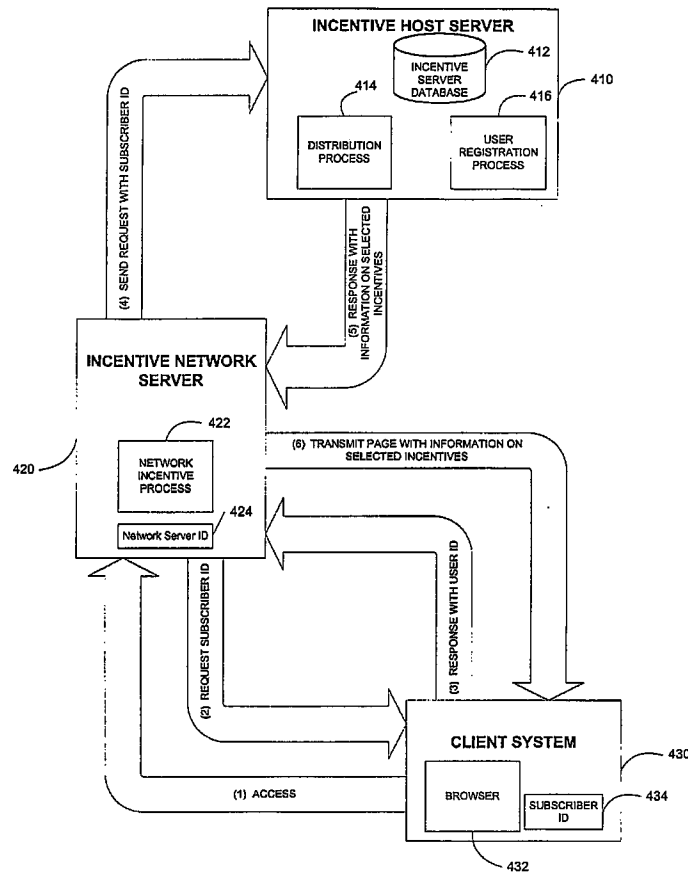 INCENTIVE HOST SERVER
INCENTIVE
SERVER
DATABASE
412
414
416
410
DISTRIBUTION
PROCESS
USER
REGISTRATION
PROCESS
(4) SEND REQUEST WITH SUBSCRIBER ID
(5) RESPONSE WITH
INFORMATION ON SELECTED
INCENTIVES
INCENTIVE NETWORK
SERVER
422
420
NETWORK
INCENTIVE
PROCESS
424
Network Server ID
(6) TRANSMIT PAGE WITH INFORMATION ON
SELECTED INCENTIVES
(2) REQUEST SUBSCRIBER ID
(3) RESPONSE WITH USER ID
(1) ACCESS
CLIENT SYSTEM
430
BROWSER
SUBSCRIBER
ID
434
432